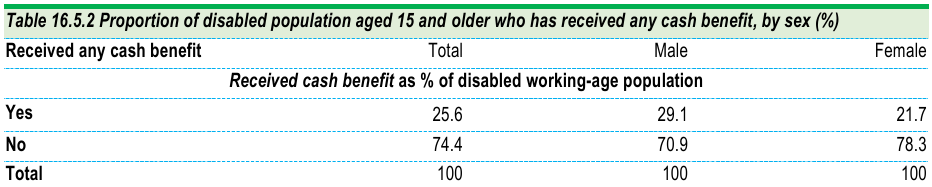 Table 16.5.2 Proportion of disabled population aged 15 and older who has received any cash benefit, by sex (%)
Received any cash benefit Total Male Female
Received cash benefit as % of disabled working-age population
Yes 25.6 29.1 21.7
No 74.4 70.9 78.3
Total 100 100 100